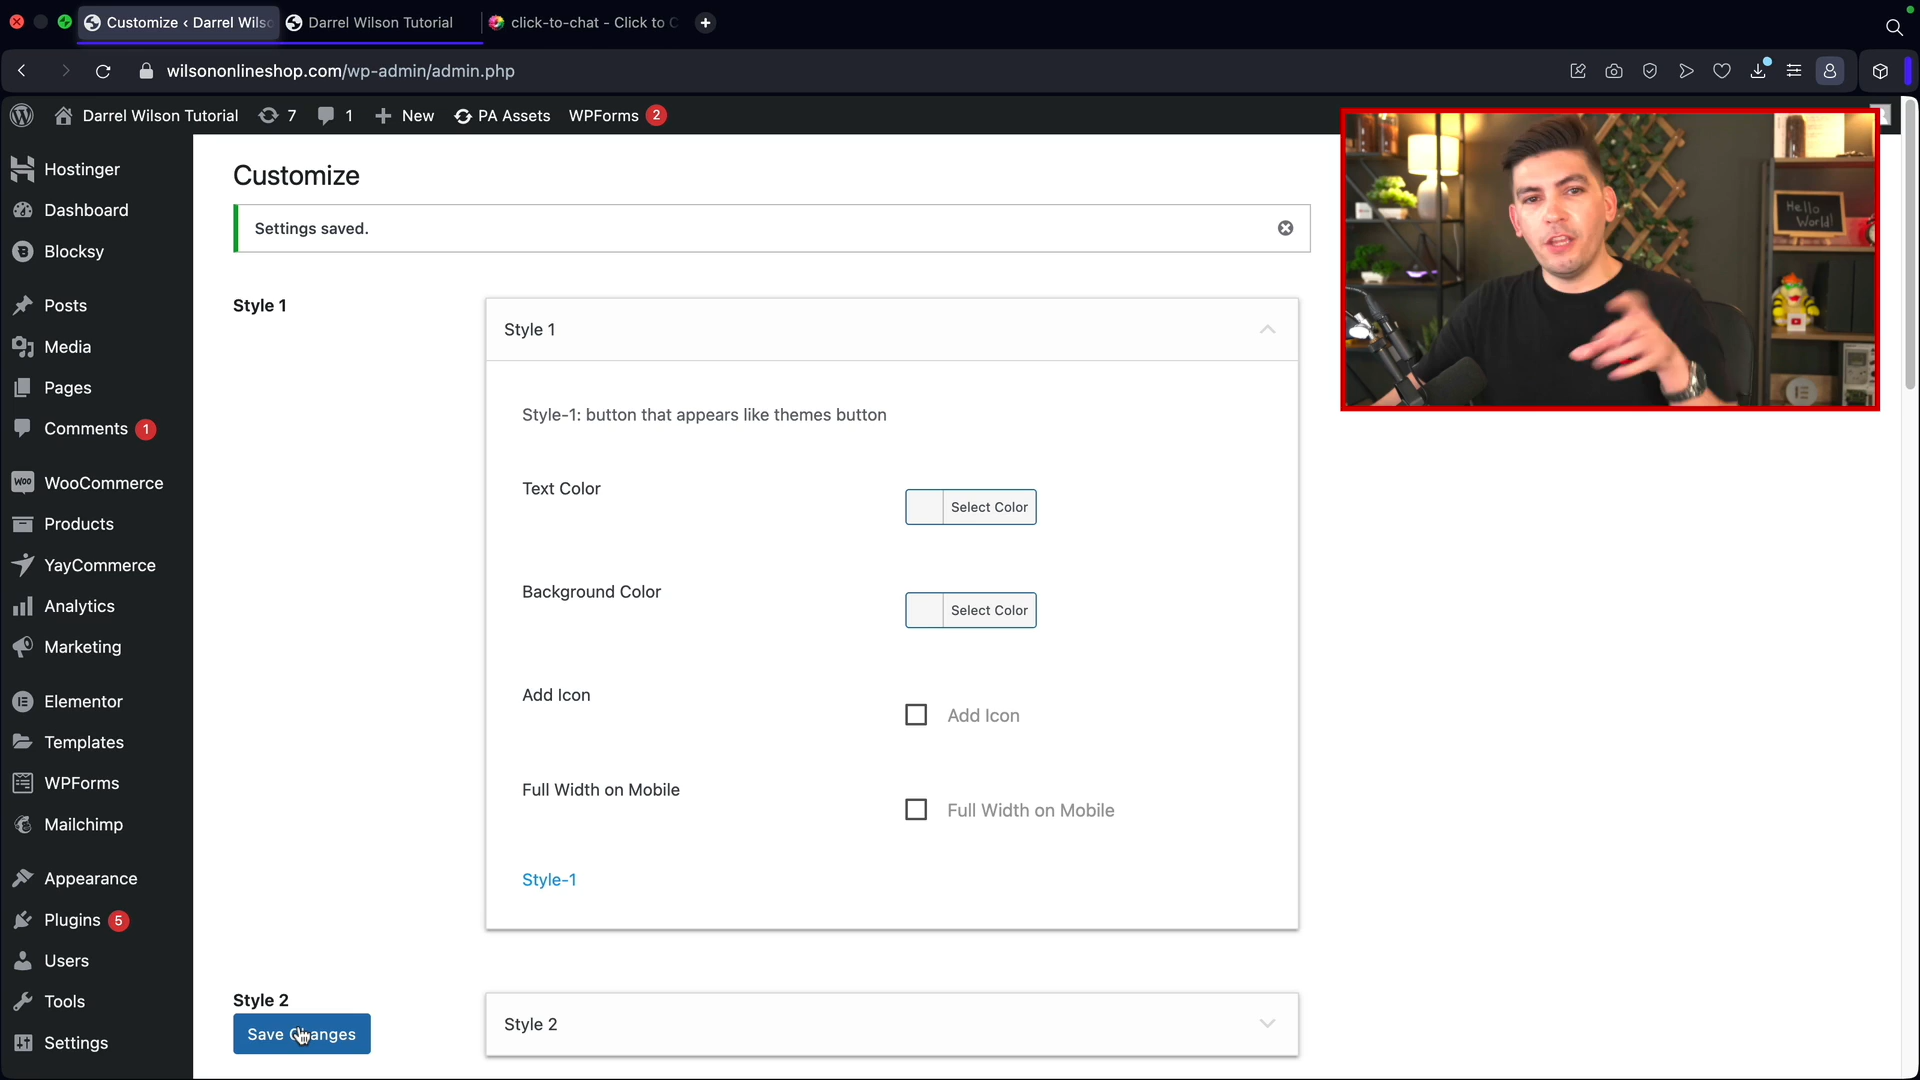 Customize < Darrel Wils
Darrel Wilson Tutorial
click-to-chat - Click to C
wilsononlineshop.com/wp-admin/admin.php
Darrel Wilson Tutorial
7
1
New
PA Assets
WPForms 2
Hostinger
Dashboard
Blocksy
Posts
Media
Pages
Comments 1
WooCommerce
Products
YayCommerce
Analytics
Marketing
Elementor
Templates
WPForms
Mailchimp
Appearance
Plugins 5
Users
Tools
Settings
Customize
Settings saved.
Style 1
Style 1
Style-1: button that appears like themes button
Text Color
Select Color
Background Color
Select Color
Add Icon
Add Icon
Full Width on Mobile
Full Width on Mobile
Style-1
Style 2
Save Changes
Style 2
Hello
World!